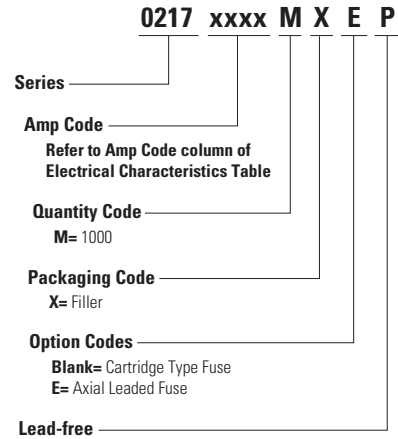 0217 xxxx M X E P
Series
Amp Code
Refer to Amp Code column of
Electrical Characteristics Table
Quantity Code
M= 1000
Packaging Code
X= Filler
Option Codes
Blank= Cartridge Type Fuse
E= Axial Leaded Fuse
Lead-free